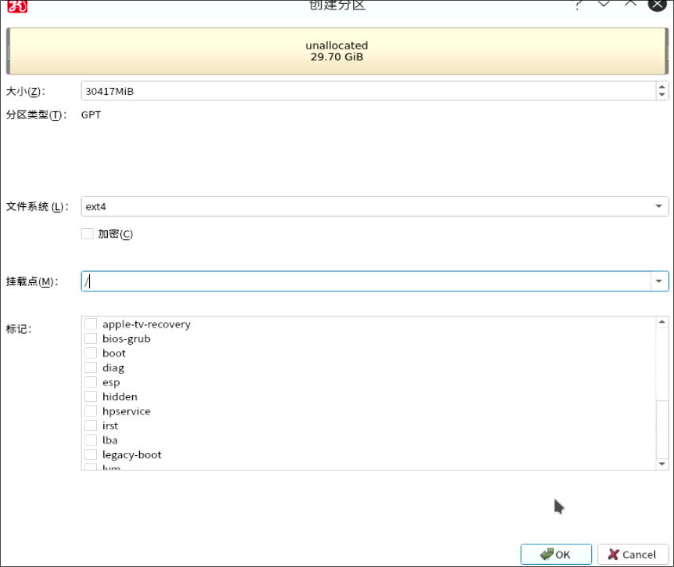 创建分区
unallocated
29.70 GiB
大小(Z): 30417MiB
分区类型(T): GPT
文件系统 (L): ext4
加密(C)
挂载点(M): /
标记:
apple-tv-recovery
bios-grub
boot
diag
esp
hidden
hpservice
irst
lba
legacy-boot
lvm
OK Cancel